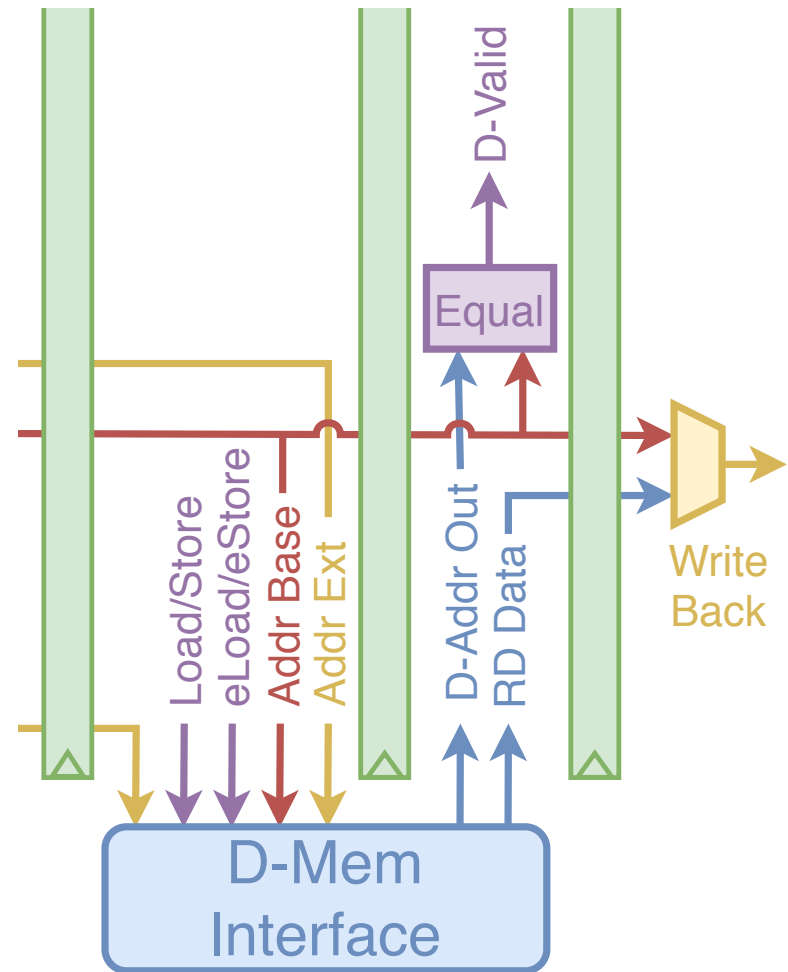 D-Valid
Equal
Load/Store
eLoad/eStore
Addr Base
Addr Ext
D-Addr Out
RD Data
Write
Back
D-Mem
Interface